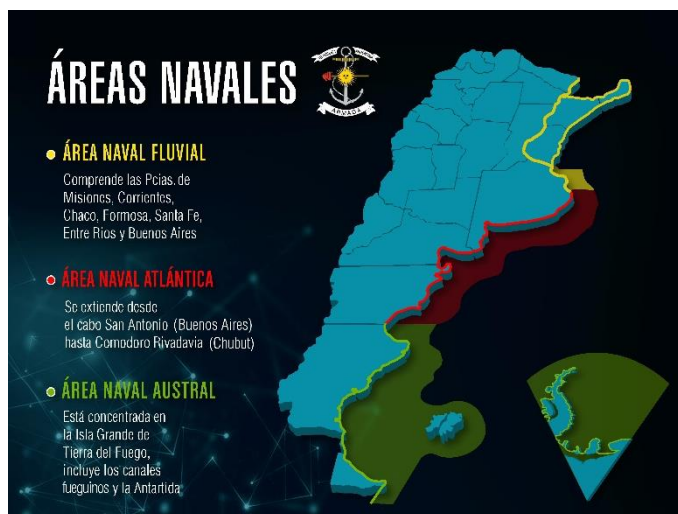 ÁREAS NAVALES
ARMADA
ÁREA NAVAL FLUVIAL
Comprende las Pcias. de
Misiones, Corrientes,
Chaco, Formosa, Santa Fe,
Entre Ríos y Buenos Aires
ÁREA NAVAL ATLÁNTICA
Se extiende desde
el cabo San Antonio (Buenos Aires)
hasta Comodoro Rivadavia (Chubut)
ÁREA NAVAL AUSTRAL
Está concentrada en
la Isla Grande de
Tierra del Fuego,
incluye los canales
fueguinos y la Antartida